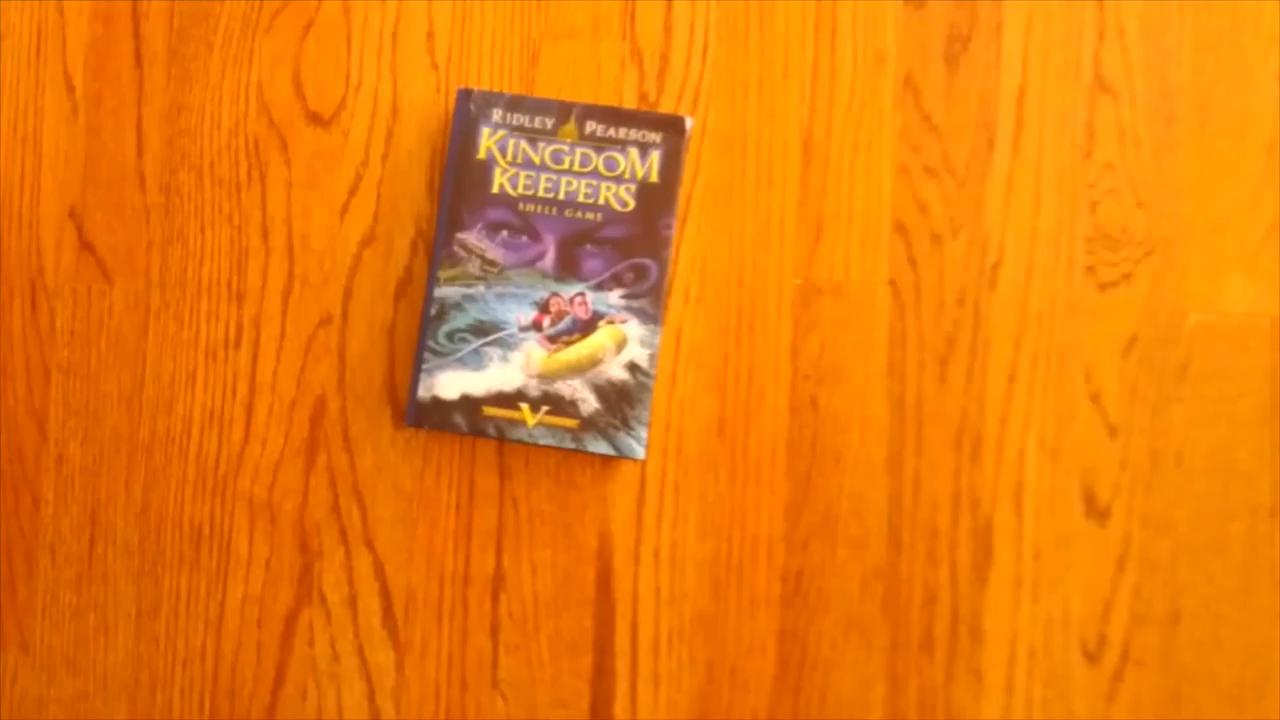 RIDLEY PEARSON
KINGDOM
KEEPERS
SHELL GAME
V